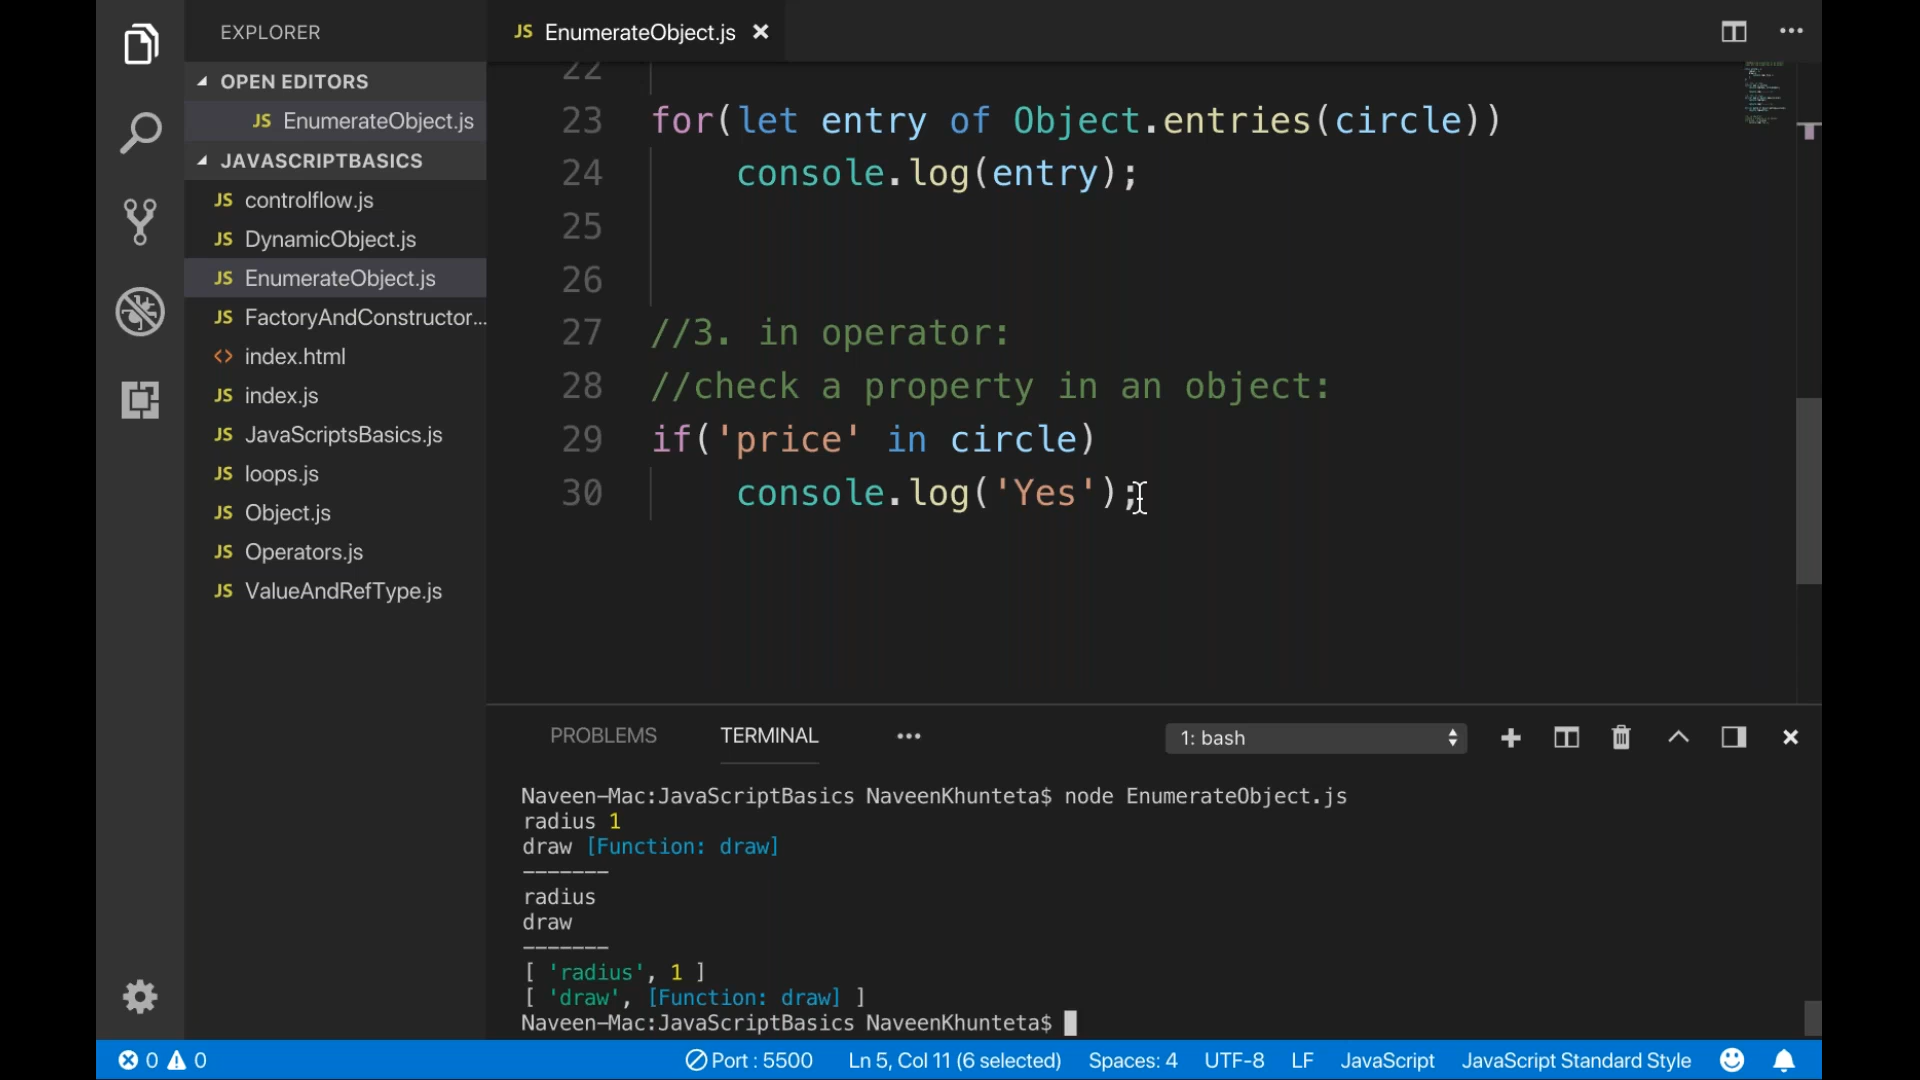 EXPLORER
OPEN EDITORS
JS EnumerateObject.js
JAVASCRIPTBASICS
JS controlflow.js
JS DynamicObject.js
JS EnumerateObject.js
JS FactoryAndConstructor...
<> index.html
JS index.js
JS JavaScriptsBasics.js
JS loops.js
JS Object.js
JS Operators.js
JS ValueAndRefType.js
JS EnumerateObject.js
22
23 for(let entry of Object.entries(circle))
24 console.log(entry);
25
26
27 //3. in operator:
28 //check a property in an object:
29 if('price' in circle)
30 console.log('Yes');
PROBLEMS TERMINAL ••• 1: bash
Naveen-Mac:JavaScriptBasics NaveenKhunteta$ node EnumerateObject.js
radius 1
draw [Function: draw]
-------
radius
draw
-------
[ 'radius', 1 ]
[ 'draw', [Function: draw] ]
Naveen-Mac:JavaScriptBasics NaveenKhunteta$
0 0 Port : 5500 Ln 5, Col 11 (6 selected) Spaces: 4 UTF-8 LF JavaScript JavaScript Standard Style